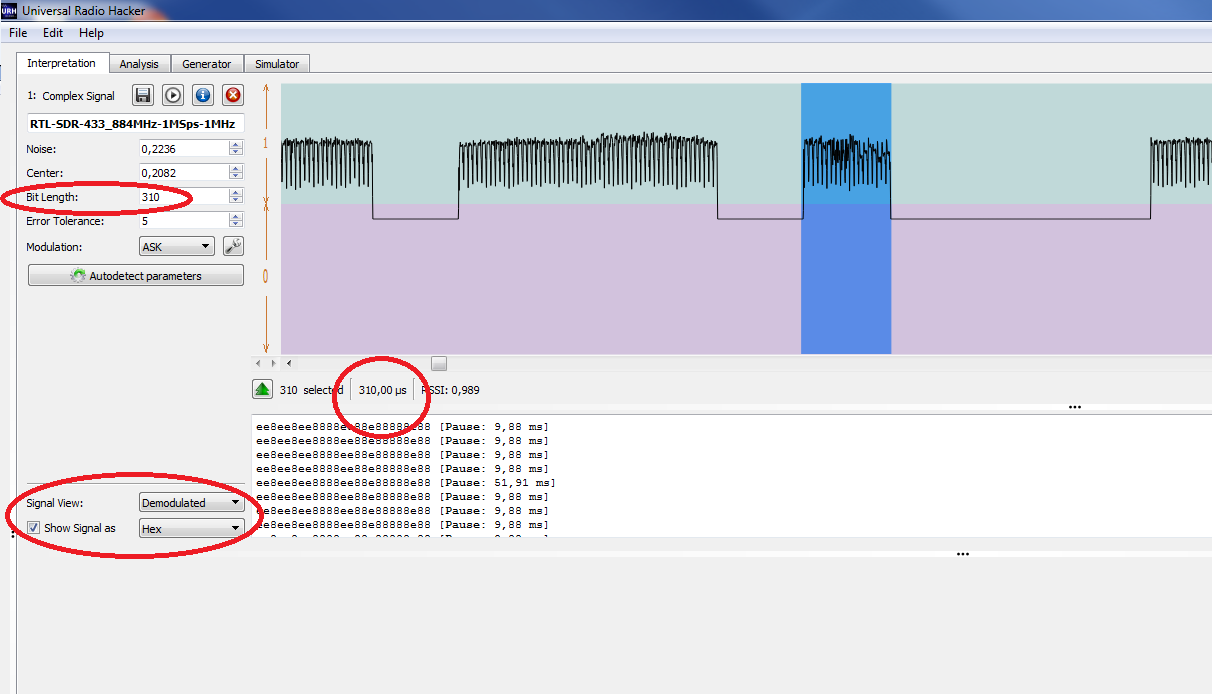 URH Universal Radio Hacker
File Edit Help
Interpretation Analysis Generator Simulator
1: Complex Signal
RTL-SDR-433_884MHz-1MSps-1MHz
Noise: 0,2236
Center: 0,2082
Bit Length: 310
Error Tolerance: 5
Modulation: ASK
Autodetect parameters
1
0
310 selected 310,00 µs RSSI: 0,989
ee8ee8ee8888ee88e88888e88 [Pause: 9,88 ms]
ee8ee8ee8888ee88e88888e88 [Pause: 9,88 ms]
ee8ee8ee8888ee88e88888e88 [Pause: 9,88 ms]
ee8ee8ee8888ee88e88888e88 [Pause: 9,88 ms]
ee8ee8ee8888ee88e88888e88 [Pause: 51,91 ms]
ee8ee8ee8888ee88e88888e88 [Pause: 9,88 ms]
ee8ee8ee8888ee88e88888e88 [Pause: 9,88 ms]
ee8ee8ee8888ee88e88888e88 [Pause: 9,88 ms]
Signal View: Demodulated
Show Signal as Hex